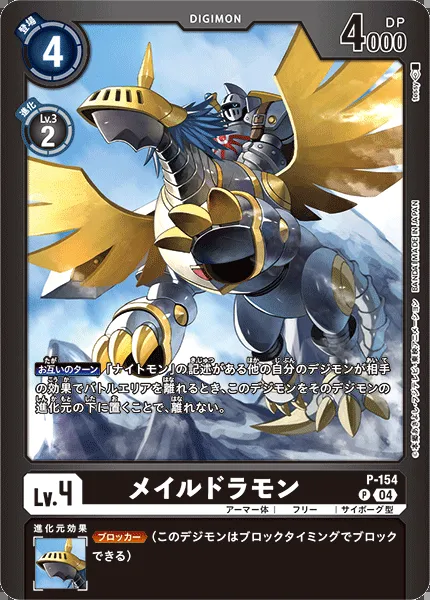 DIGIMON
登場
4
DP
4000
進化
Lv.3
2
BANDAI MADE IN JAPAN
お互いのターン 「ナイトモン」の記述がある他の自分のデジモンが相手
の効果でバトルエリアを離れるとき、このデジモンをそのデジモンの
進化元の下に置くことで、離れない。
P-154
P 04
Lv.4
メイルドラモン
アーマー体 フリー サイボーグ型
進化元効果
ブロッカー (このデジモンはブロックタイミングでブロック
できる)